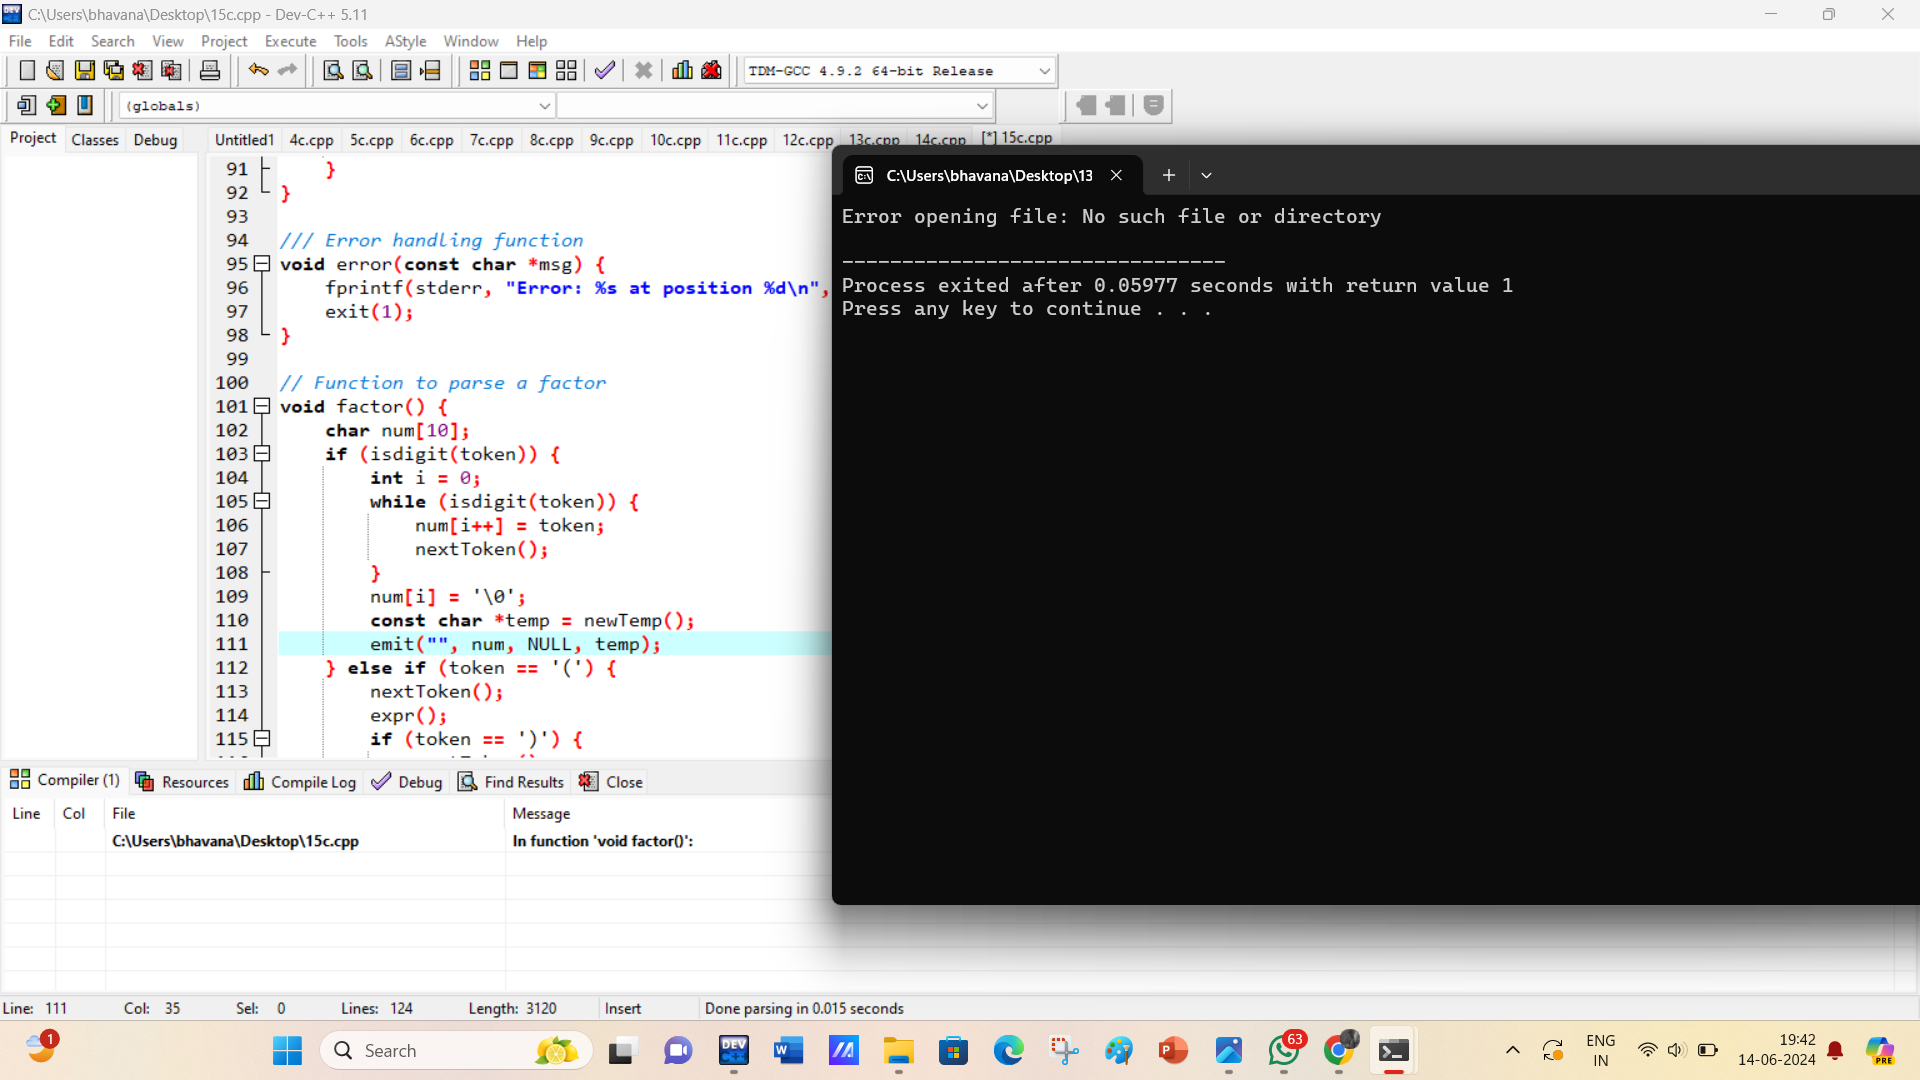 C:\Users\bhavana\Desktop\15c.cpp - Dev-C++ 5.11
File Edit Search View Project Execute Tools AStyle Window Help
TDM-GCC 4.9.2 64-bit Release
(globals)
Project Classes Debug
Untitled1 4c.cpp 5c.cpp 6c.cpp 7c.cpp 8c.cpp 9c.cpp 10c.cpp 11c.cpp 12c.cpp 13c.cpp 14c.cpp [*] 15c.cpp
91 }
92 }
93
94 /// Error handling function
95 void error(const char *msg) {
96 fprintf(stderr, "Error: %s at position %d\n",
97 exit(1);
98 }
99
100 // Function to parse a factor
101 void factor() {
102 char num[10];
103 if (isdigit(token)) {
104 int i = 0;
105 while (isdigit(token)) {
106 num[i++] = token;
107 nextToken();
108 }
109 num[i] = '\0';
110 const char *temp = newTemp();
111 emit("", num, NULL, temp);
112 } else if (token == '(') {
113 nextToken();
114 expr();
115 if (token == ')') {
C:\Users\bhavana\Desktop\13
Error opening file: No such file or directory
--------------------------------
Process exited after 0.05977 seconds with return value 1
Press any key to continue . . .
Compiler (1) Resources Compile Log Debug Find Results Close
Line Col File Message
C:\Users\bhavana\Desktop\15c.cpp In function 'void factor()':
Line: 111 Col: 35 Sel: 0 Lines: 124 Length: 3120 Insert Done parsing in 0.015 seconds
1
Search
DEV
W
P
63
ENG
IN
19:42
14-06-2024
PRE